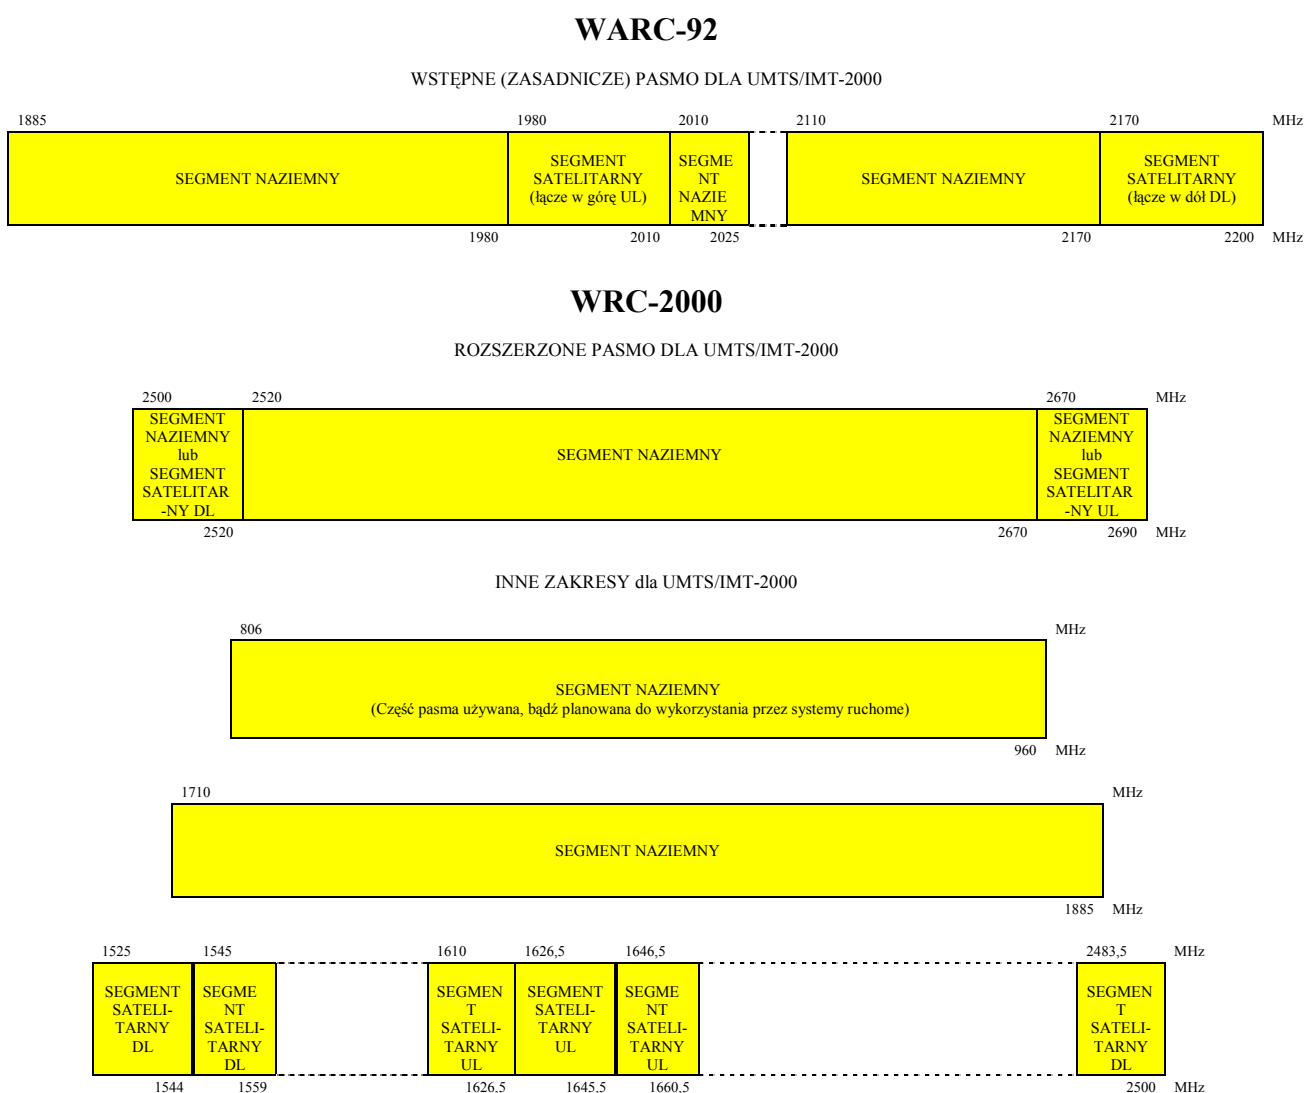 WARC-92
WSTĘPNE (ZASADNICZE) PASMO DLA UMTS/IMT-2000
1885 1980 2010 2110 2170 MHz
SEGMENT NAZIEMNY
SEGMENT
SATELITARNY
(łącze w górę UL)
SEGME
NT
NAZIE
MNY
SEGMENT NAZIEMNY
SEGMENT
SATELITARNY
(łącze w dół DL)
1980 2010 2025 2170 2200 MHz
WRC-2000
ROZSZERZONE PASMO DLA UMTS/IMT-2000
2500 2520 2670 MHz
SEGMENT
NAZIEMNY
lub
SEGMENT
SATELITAR
-NY DL
SEGMENT NAZIEMNY
SEGMENT
NAZIEMNY
lub
SEGMENT
SATELITAR
-NY UL
2520 2670 2690 MHz
INNE ZAKRESY dla UMTS/IMT-2000
806 MHz
SEGMENT NAZIEMNY
(Część pasma używana, bądź planowana do wykorzystania przez systemy ruchome)
960 MHz
1710 MHz
SEGMENT NAZIEMNY
1885 MHz
1525 1545 1610 1626,5 1646,5 2483,5 MHz
SEGMENT
SATELI-
TARNY
DL
SEGME
NT
SATELI-
TARNY
DL
SEGMEN
T
SATELI-
TARNY
UL
SEGMENT
SATELI-
TARNY
UL
SEGME
NT
SATELI-
TARNY
UL
SEGMEN
T
SATELI-
TARNY
DL
1544 1559 1626,5 1645,5 1660,5 2500 MHz